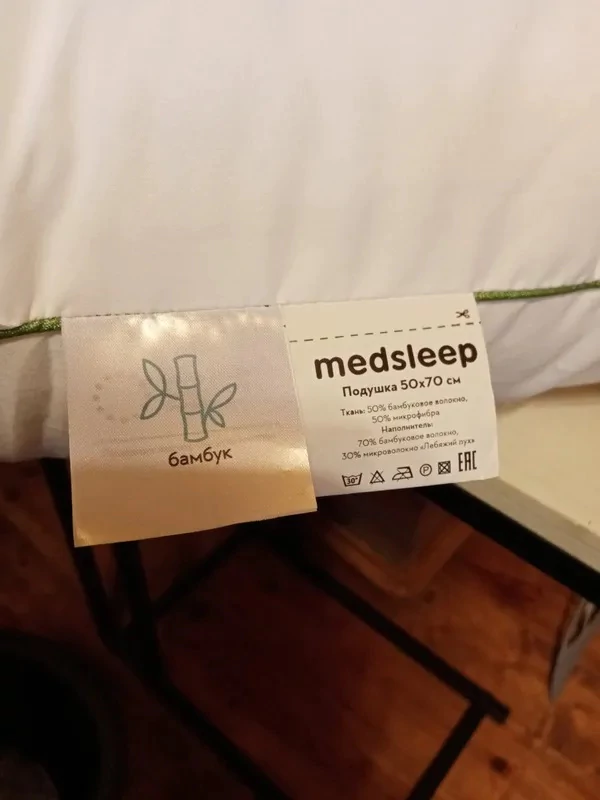 бамбук
medsleep
Подушка 50х70 см
Ткань: 50% бамбуковое волокно,
50% микрофибра
Наполнитель:
70% бамбуковое волокно,
30% микроволокно «Лебяжий пух»
30°
P
EAC